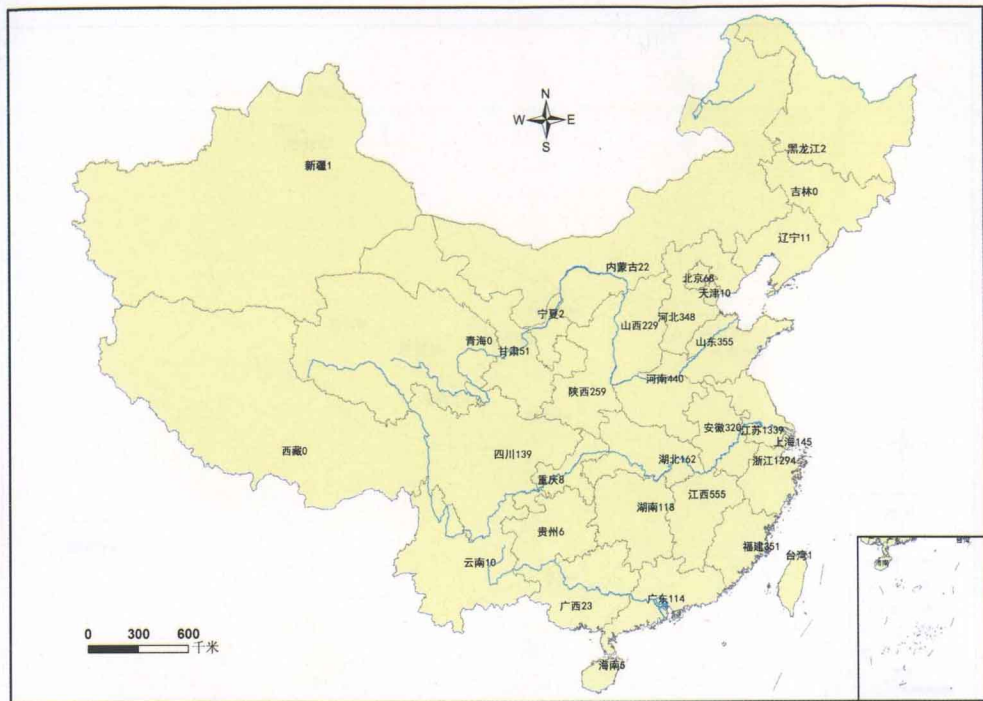 N
W E
S
新疆1
黑龙江2
吉林0
辽宁11
内蒙古22
北京68
天津10
宁夏2
山西229
河北348
青海0
甘肃51
山东355
河南440
陕西259
安徽320
江苏1339
上海145
西藏0
四川139
湖北162
浙江1294
重庆8
江西555
湖南118
贵州6
福建351
台湾1
云南10
广西23
广东114
海南5
0 300 600
千米
海南